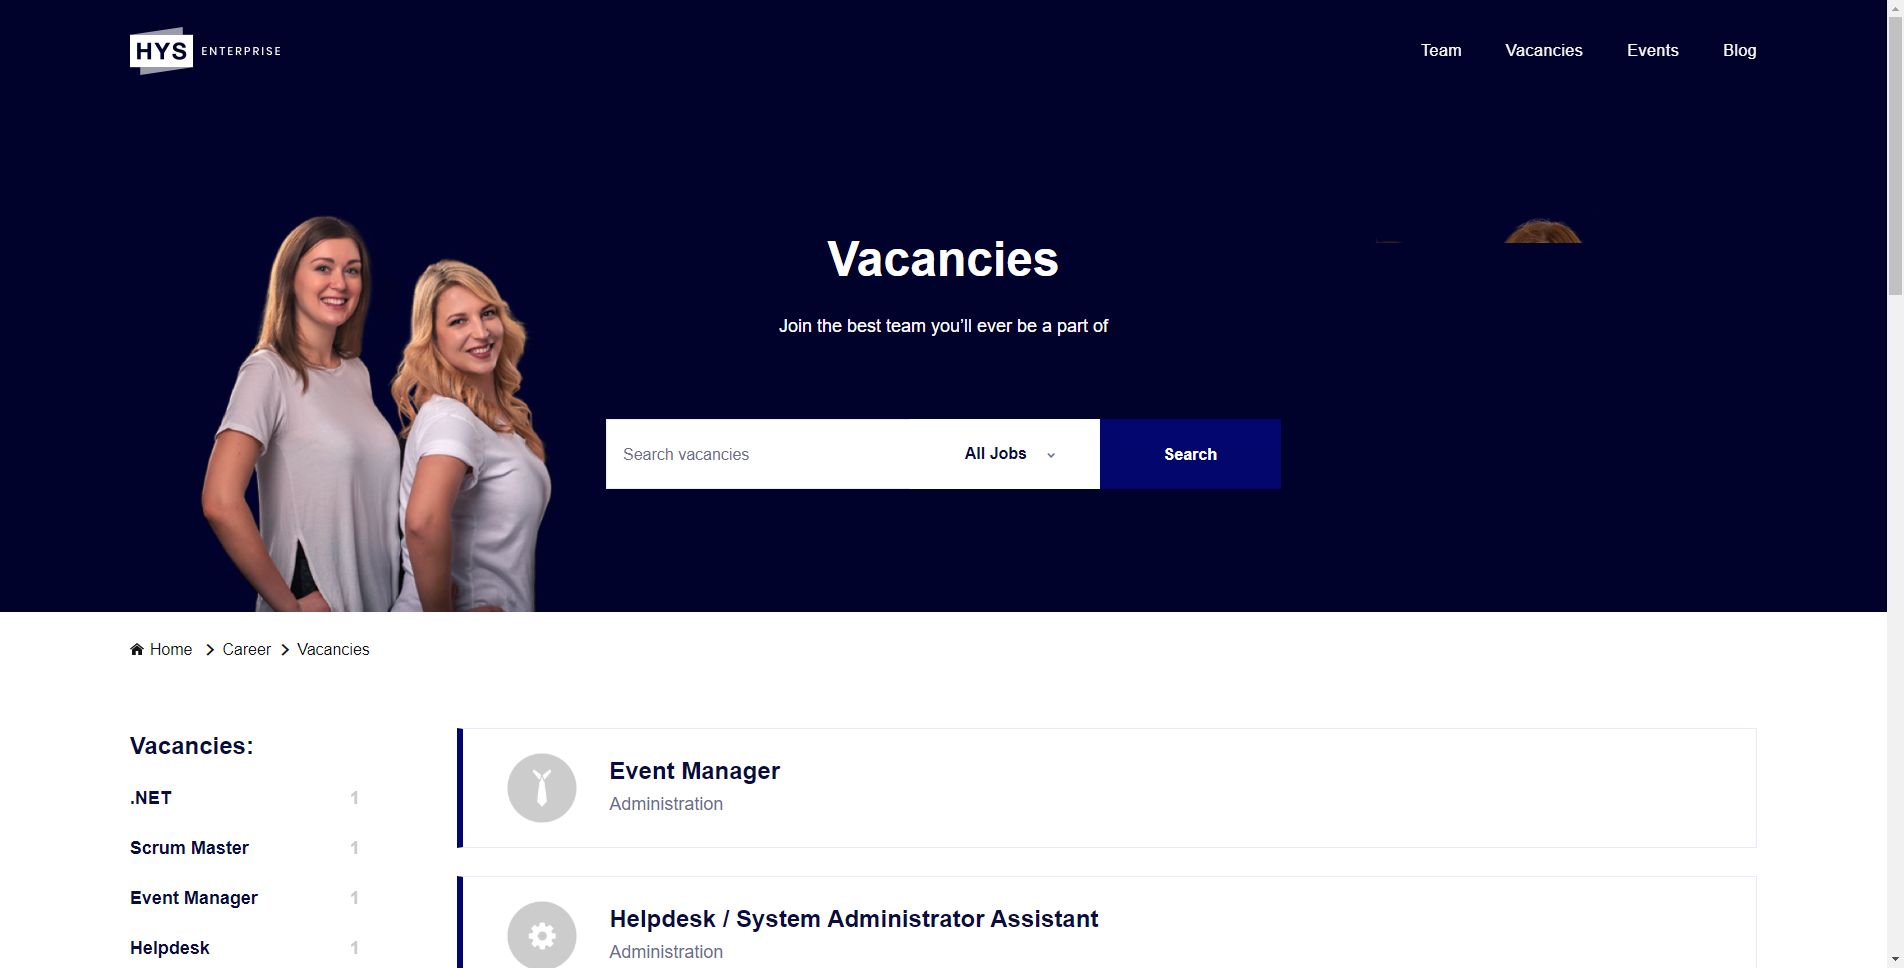 HYS ENTERPRISE
Team Vacancies Events Blog
Vacancies
Join the best team you’ll ever be a part of
Search vacancies All Jobs Search
Home Career Vacancies
Vacancies:
.NET 1
Scrum Master 1
Event Manager 1
Helpdesk 1
Event Manager
Administration
Helpdesk / System Administrator Assistant
Administration